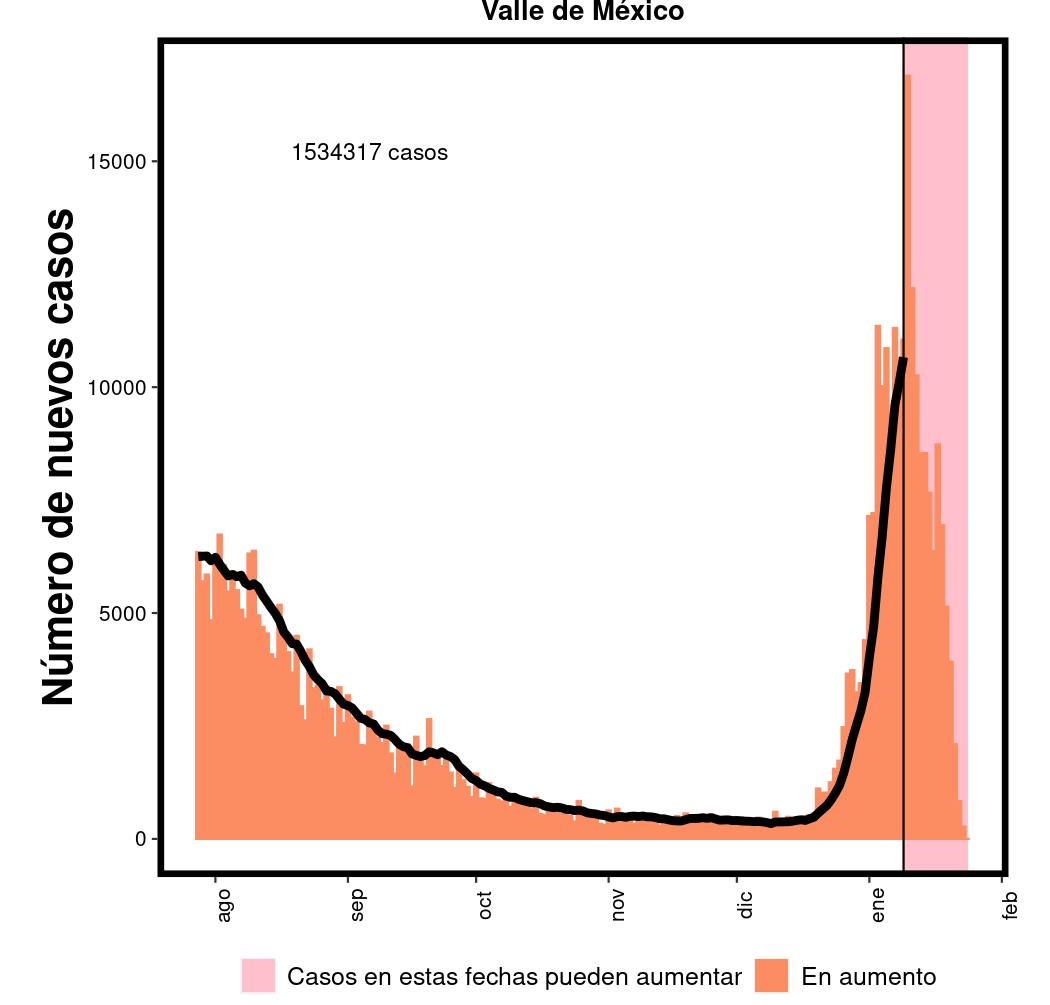 Valle de México
1534317 casos
Número de nuevos casos
15000
10000
5000
0
ago
sep
oct
nov
dic
ene
feb
Casos en estas fechas pueden aumentar
En aumento